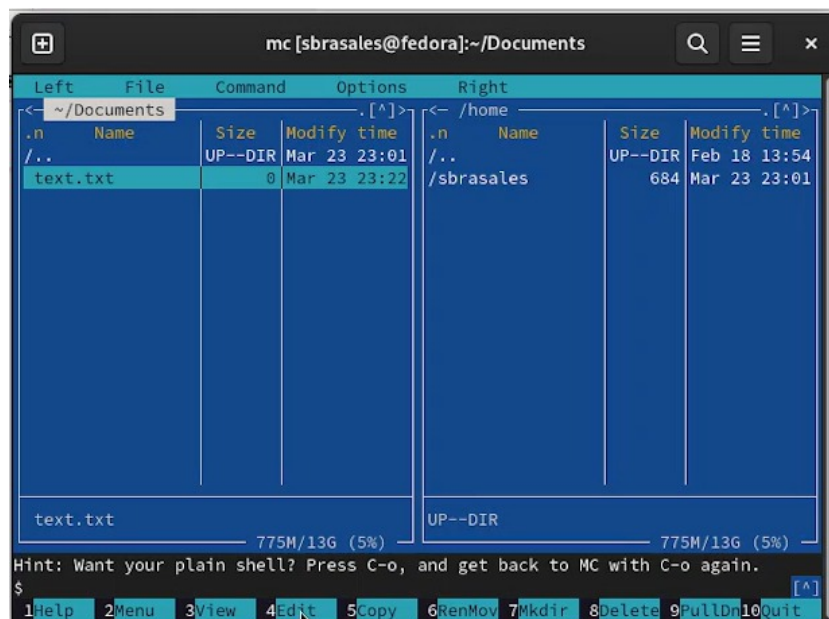 mc [sbrasales@fedora]:~/Documents
Left File Command Options Right
<- ~/Documents .[^]> <- /home .[^]>
.n Name Size Modify time .n Name Size Modify time
/.. UP--DIR Mar 23 23:01 /.. UP--DIR Feb 18 13:54
text.txt 0 Mar 23 23:22 /sbrasales 684 Mar 23 23:01
text.txt UP--DIR
775M/13G (5%) 775M/13G (5%)
Hint: Want your plain shell? Press C-o, and get back to MC with C-o again.
$ [^]
1Help 2Menu 3View 4Edit 5Copy 6RenMov 7Mkdir 8Delete 9PullDn 10Quit